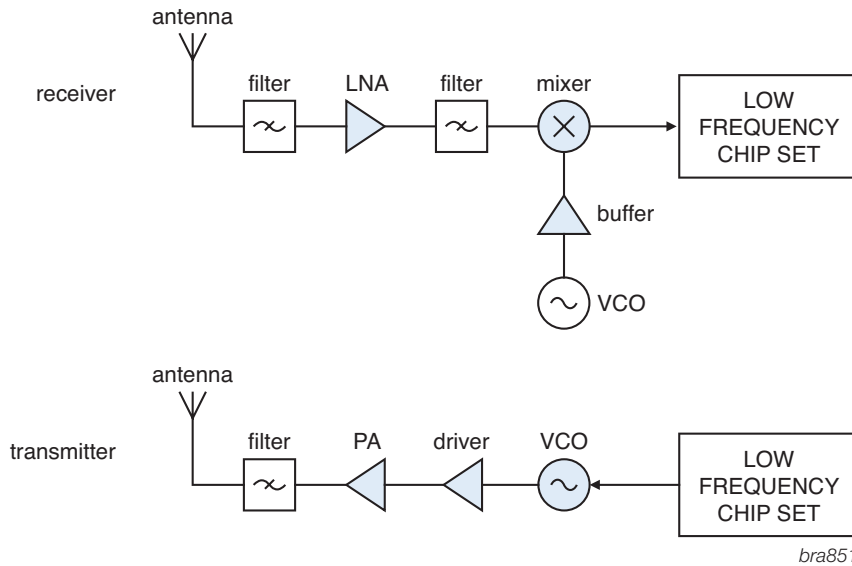 antenna
receiver
filter
LNA
filter
mixer
LOW
FREQUENCY
CHIP SET
buffer
VCO
antenna
transmitter
filter
PA
driver
VCO
LOW
FREQUENCY
CHIP SET
bra851